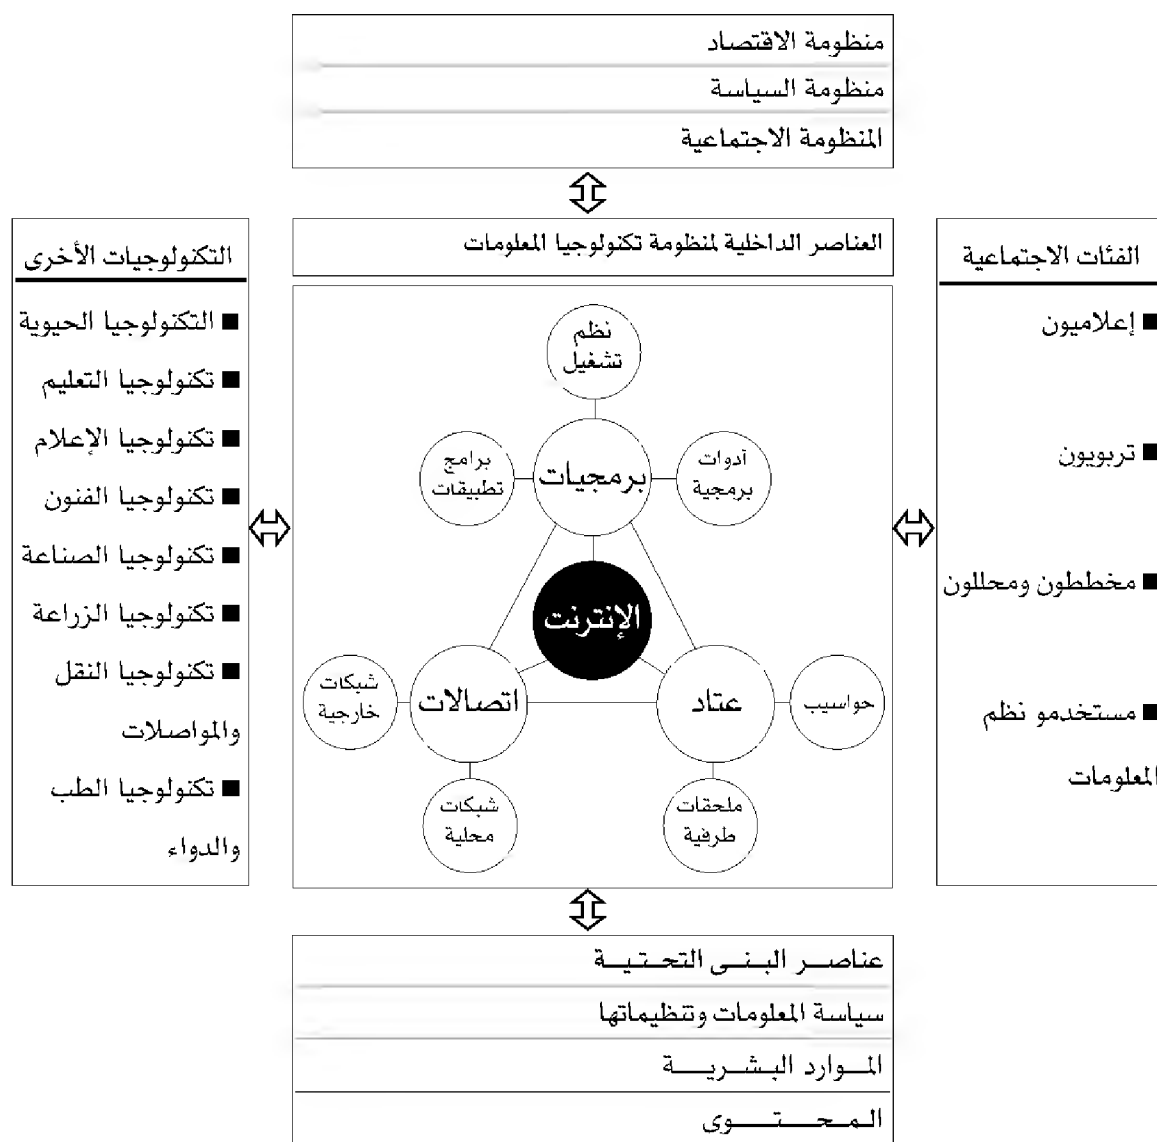 منظومة الاقتصاد
منظومة السياسة
المنظومة الاجتماعية
الفئات الاجتماعية
■ إعلاميون
■ تربويون
■ مخططون ومحللون
■ مستخدمو نظم
المعلومات
العناصر الداخلية لمنظومة تكنولوجيا المعلومات
نظم
تشغيل
أدوات
برمجية
برمجيات
برامج
تطبيقات
الإنترنت
حواسيب
عتاد
اتصالات
شبكات
خارجية
ملحقات
طرفية
شبكات
محلية
التكنولوجيات الأخرى
■ التكنولوجيا الحيوية
■ تكنولوجيا التعليم
■ تكنولوجيا الإعلام
■ تكنولوجيا الفنون
■ تكنولوجيا الصناعة
■ تكنولوجيا الزراعة
■ تكنولوجيا النقل
والمواصلات
■ تكنولوجيا الطب
والدواء
عناصر البنى التحتية
سياسة المعلومات وتنظيماتها
الموارد البشرية
المحتوى